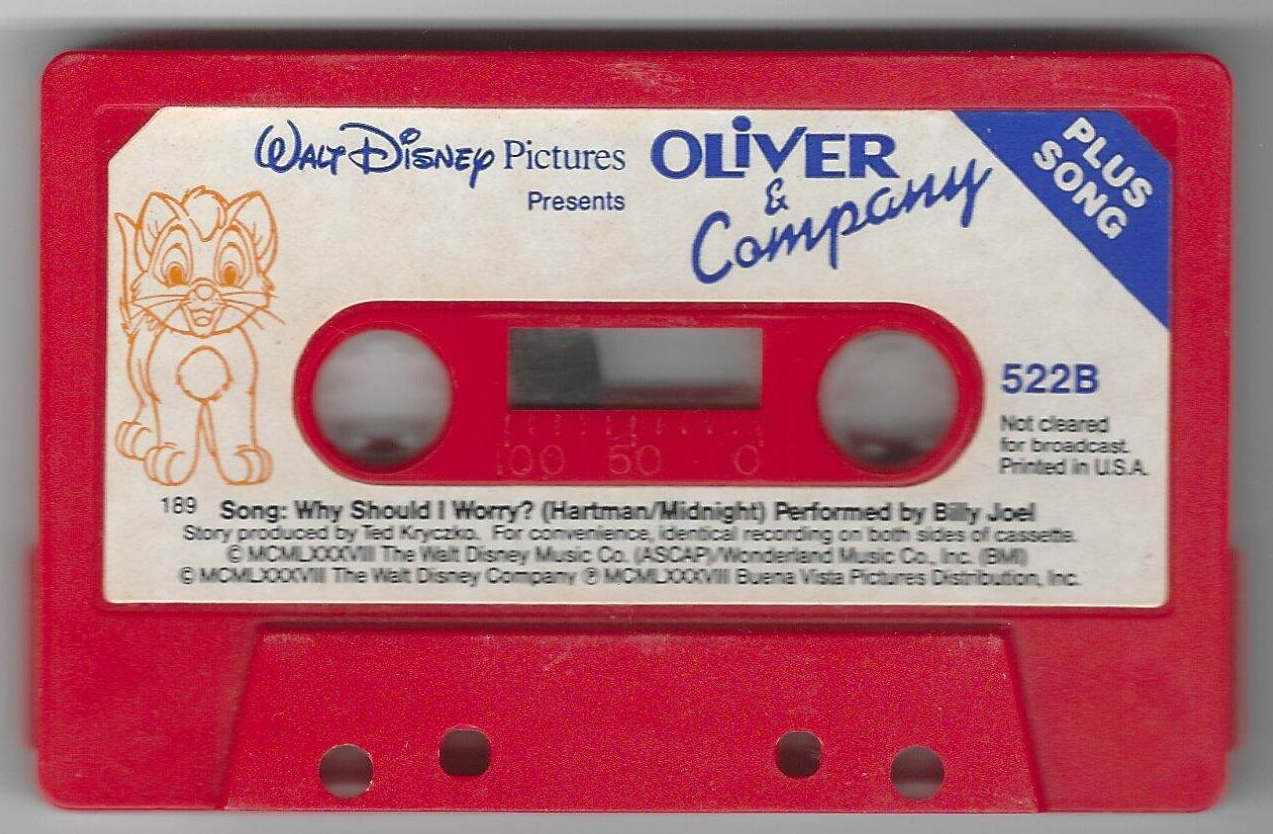 WALT DISNEY Pictures
Presents
OLiVER
&
Company
PLUS
SONG
522B
Not cleared
for broadcast.
Printed in U.S.A.
100 50 0
189 Song: Why Should I Worry? (Hartman/Midnight) Performed by Billy Joel
Story produced by Ted Kryczko. For convenience, identical recording on both sides of cassette.
© MCMLXXXVIII The Walt Disney Music Co. (ASCAP)/Wonderland Music Co., Inc. (BMI)
© MCMLXXXVIII The Walt Disney Company ℗ MCMLXXXVIII Buena Vista Pictures Distribution, Inc.